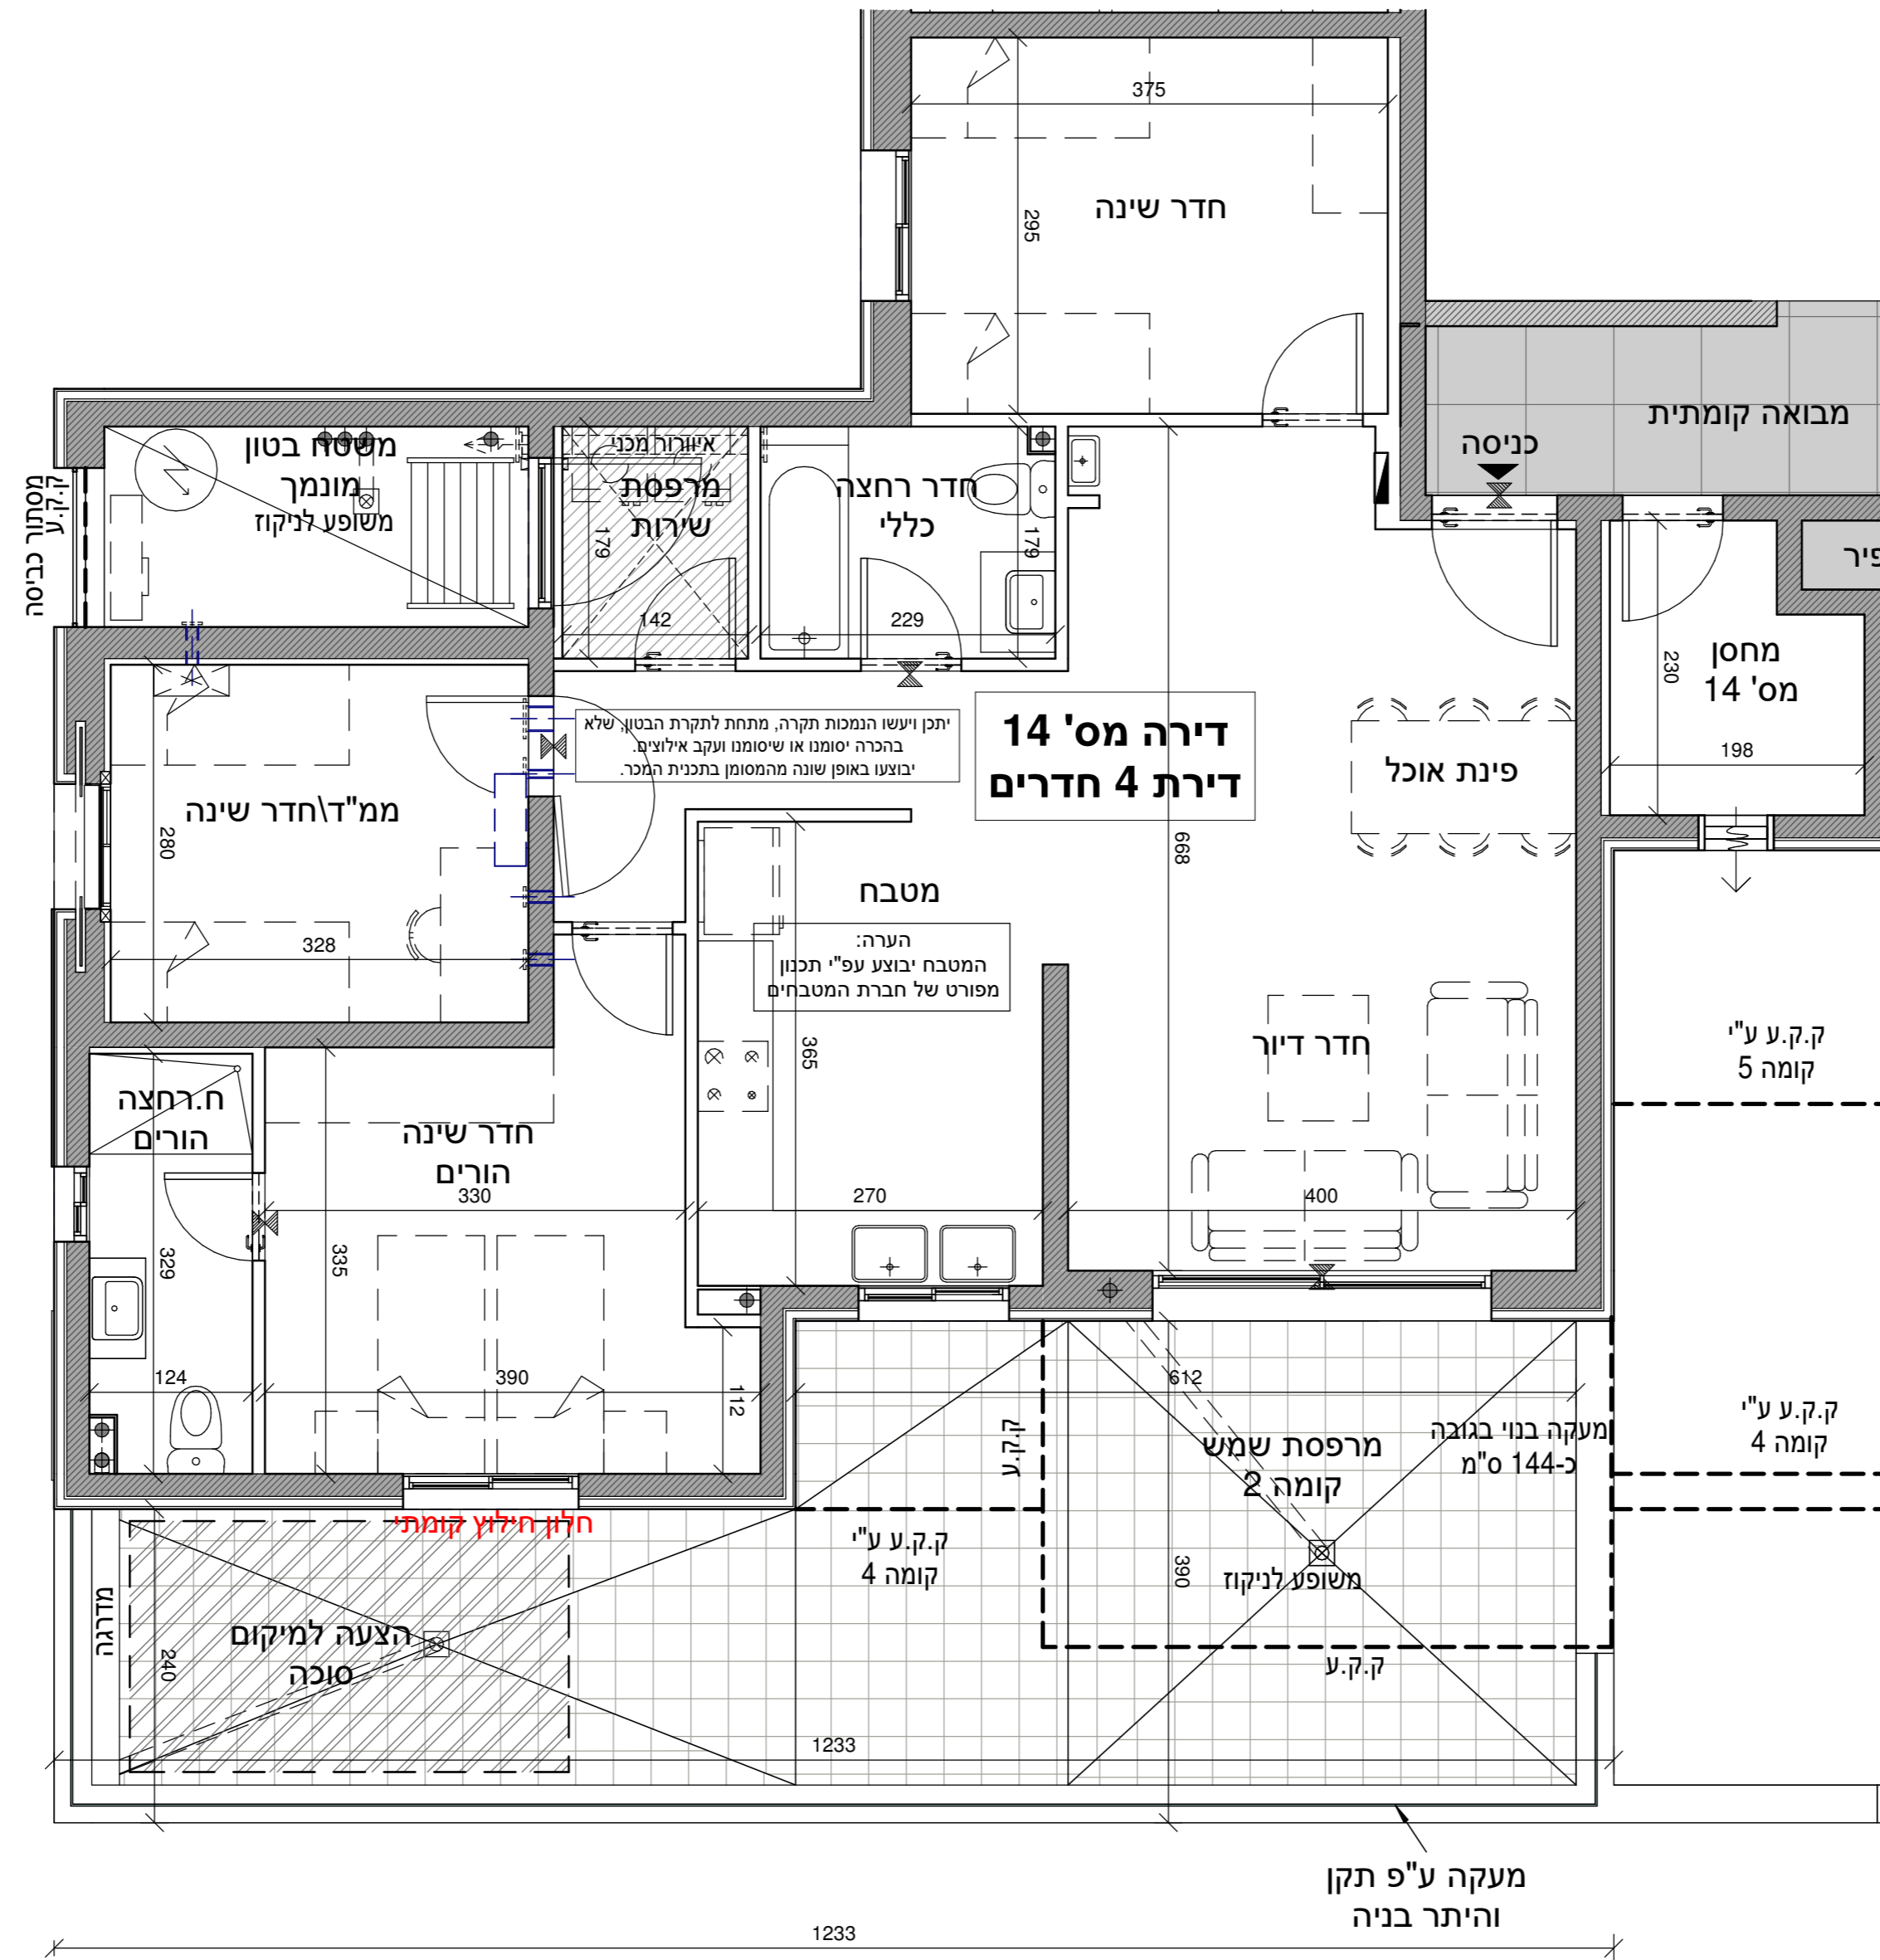 375
חדר שינה
295
מבואה קומתית
כניסה
משטח בטון
מונמך
משופע לניקוז
מסתור כביסה
ק.ק.ע
איוורור מכני
מרפסת
שירות
179
142
חדר רחצה
כללי
179
229
מחסן
מס' 14
230
198
דירה מס' 14
דירת 4 חדרים
יתכן ויעשו הנמכות תקרה, מתחת לתקרת הבטון, שלא
בהכרה יסומנו או שיסומנו ועקב אילוצים.
יבוצעו באופן שונה מהמסומן בתכנית המכר.
פינת אוכל
668
ממ"ד\חדר שינה
280
328
מטבח
הערה:
המטבח יבוצע עפ"י תכנון
מפורט של חברת המטבחים
365
270
חדר דיור
400
ק.ק.ע ע"י
קומה 5
ח.רחצה
הורים
329
124
חדר שינה
הורים
330
335
390
112
612
מרפסת שמש
קומה 2
מעקה בנוי בגובה
כ-144 ס"מ
ק.ק.ע
ק.ק.ע ע"י
קומה 4
ק.ק.ע ע"י
קומה 4
משופע לניקוז
390
ק.ק.ע
חלון חילוץ קומתי
מדרגה
הצעה למיקום
סוכה
240
1233
מעקה ע"פ תקן
והיתר בניה
1233